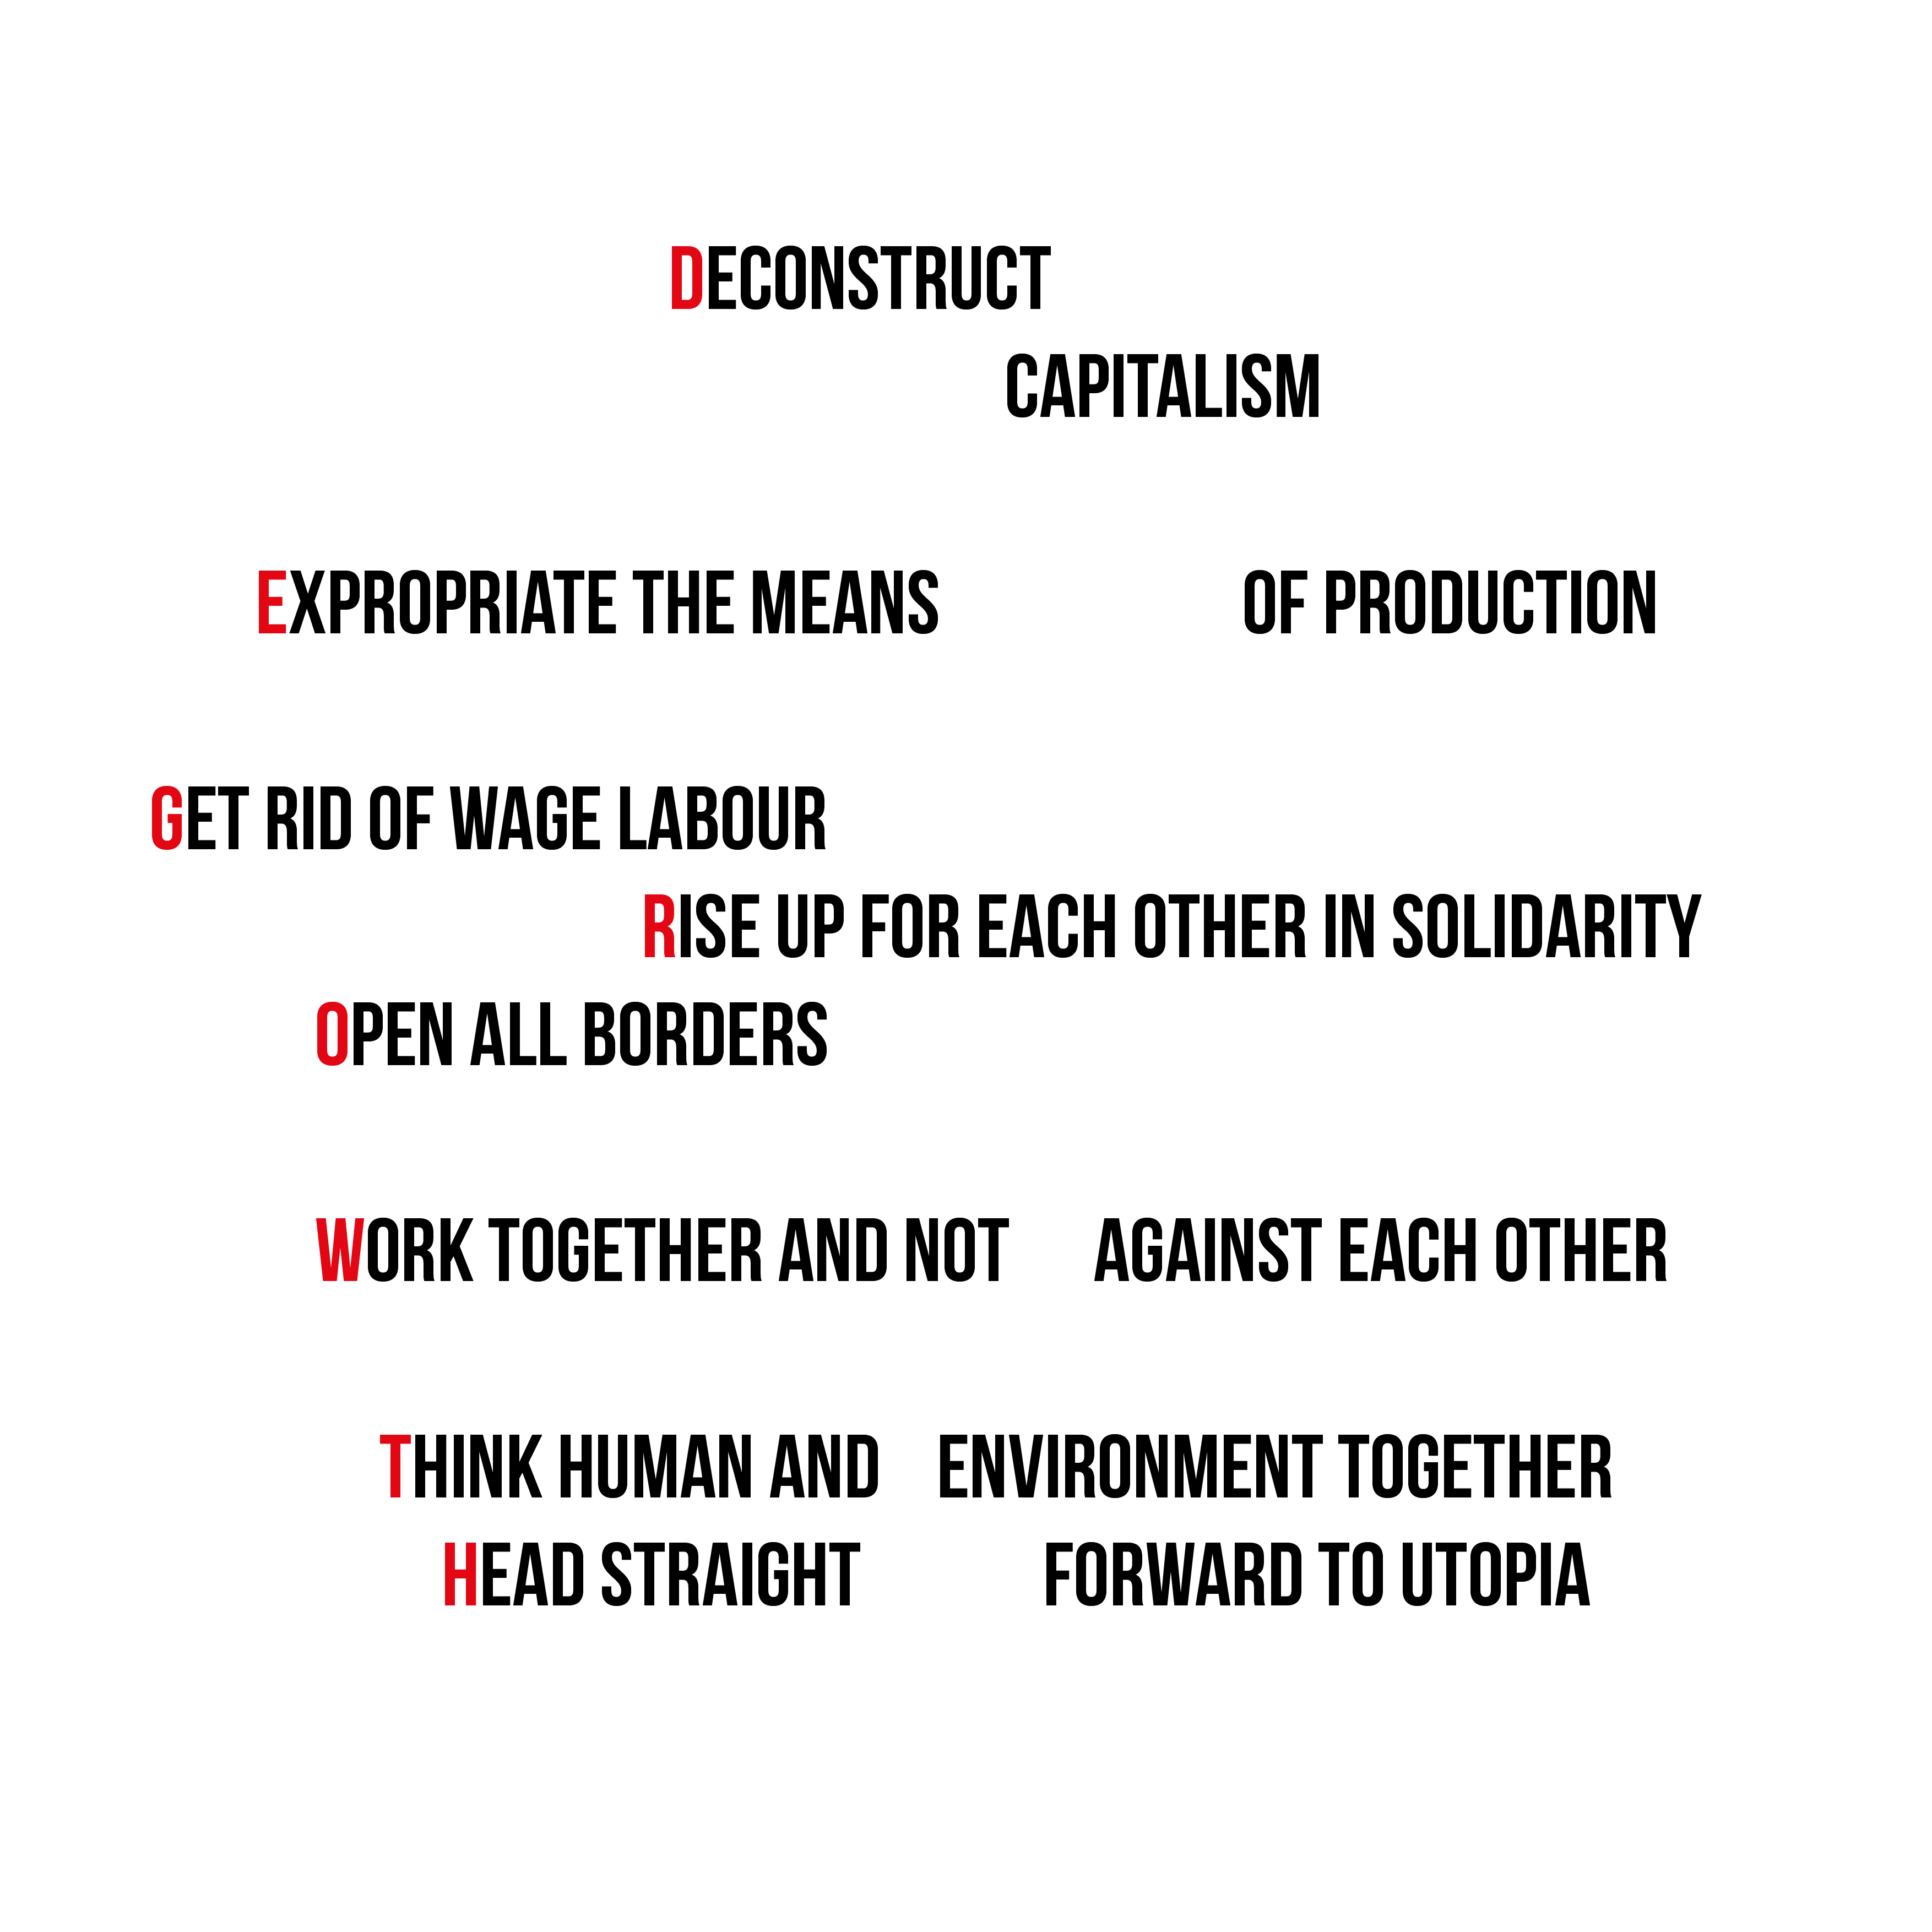 DECONSTRUCT
CAPITALISM
EXPROPRIATE THE MEANS OF PRODUCTION
GET RID OF WAGE LABOUR
RISE UP FOR EACH OTHER IN SOLIDARITY
OPEN ALL BORDERS
WORK TOGETHER AND NOT AGAINST EACH OTHER
THINK HUMAN AND ENVIRONMENT TOGETHER
HEAD STRAIGHT FORWARD TO UTOPIA